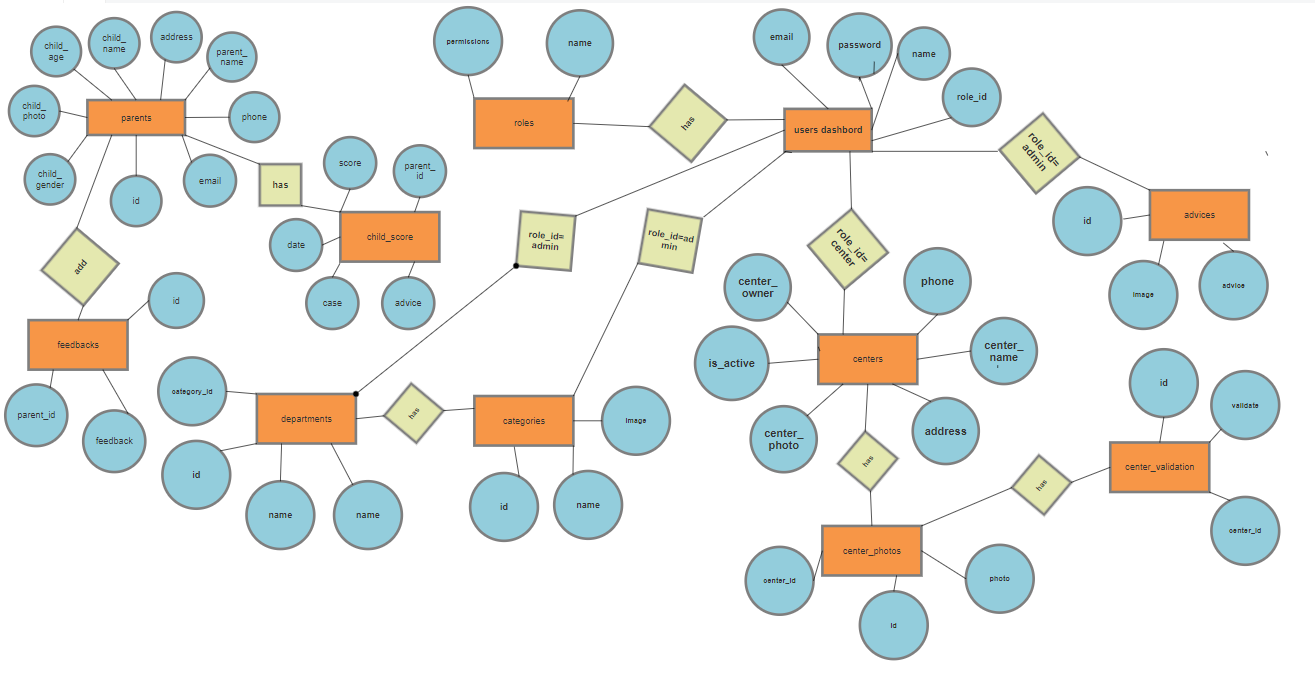 child_
age
child_
name
address
parent_
name
child_
photo
parents
phone
child_
gender
id
email
has
score
parent_
id
date
child_score
case
advice
add
id
feedbacks
parent_id
feedback
permissions
name
roles
has
email
password
name
role_id
users dashbord
role_id=
admin
id
advices
image
advice
role_id=
admin
role_id=ad
min
role_id=
center
center_
owner
phone
is_active
centers
center_
name
center_
photo
address
category_id
departments
has
categories
image
id
name
name
id
name
has
id
validate
center_validation
has
center_id
center_photos
center_id
photo
id